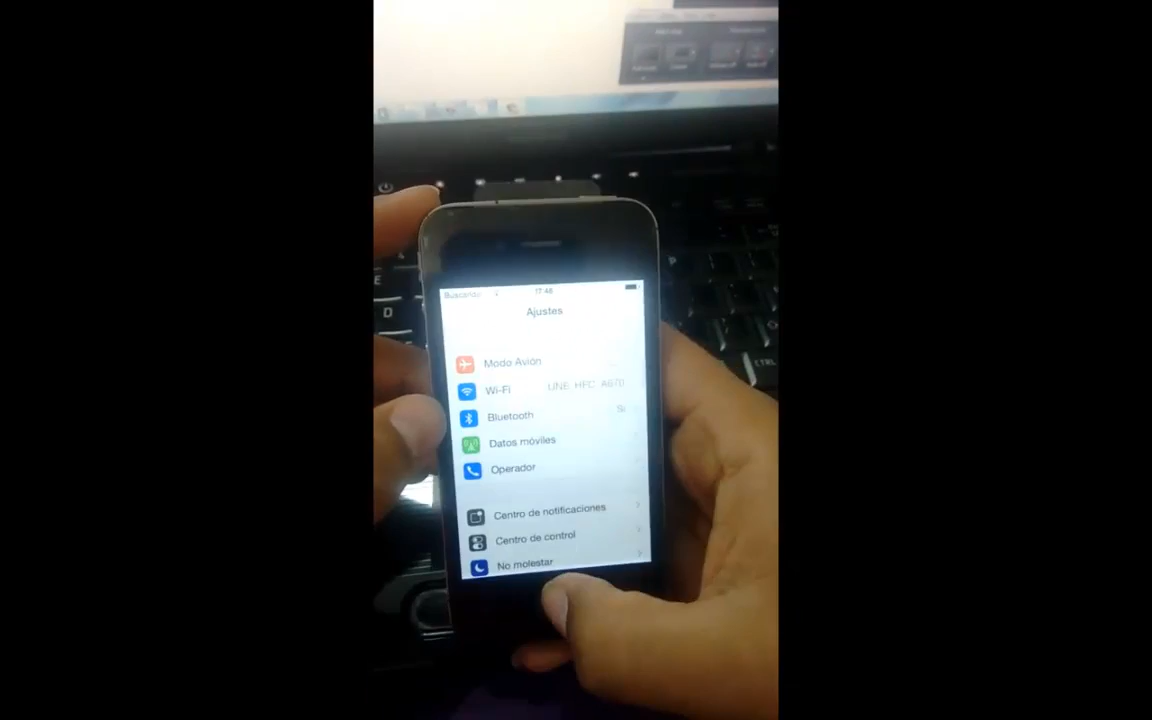 Buscando 17:48
Ajustes
Modo Avión
Wi-Fi UNE_HFC_A670
Bluetooth Sí
Datos móviles
Operador
Centro de notificaciones
Centro de control
No molestar
E
D
P
CTRL